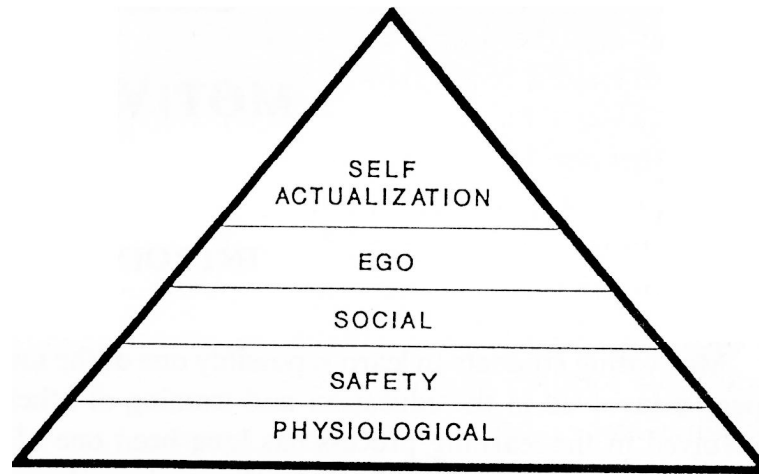 SELF
ACTUALIZATION
EGO
SOCIAL
SAFETY
PHYSIOLOGICAL